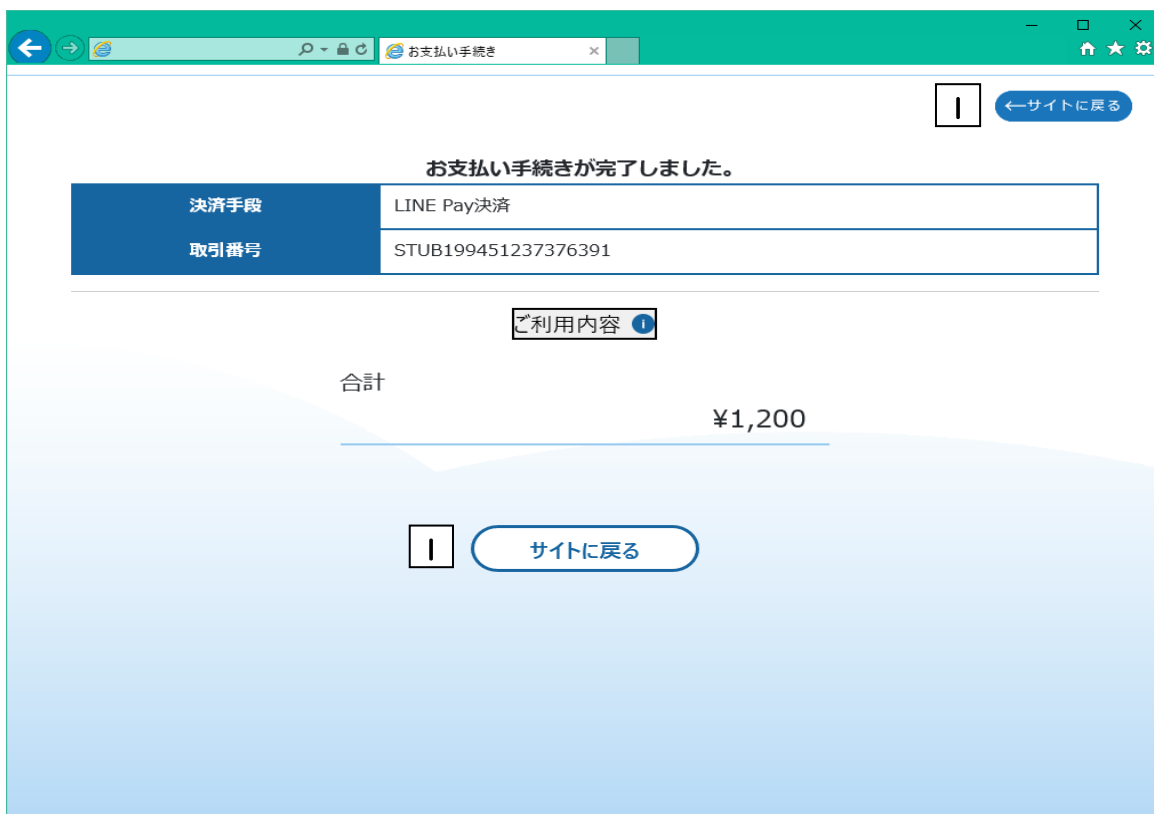 お支払い手続き
1
←サイトに戻る
お支払い手続きが完了しました。
決済手段 LINE Pay決済
取引番号 STUB199451237376391
ご利用内容 i
合計
¥1,200
1 サイトに戻る